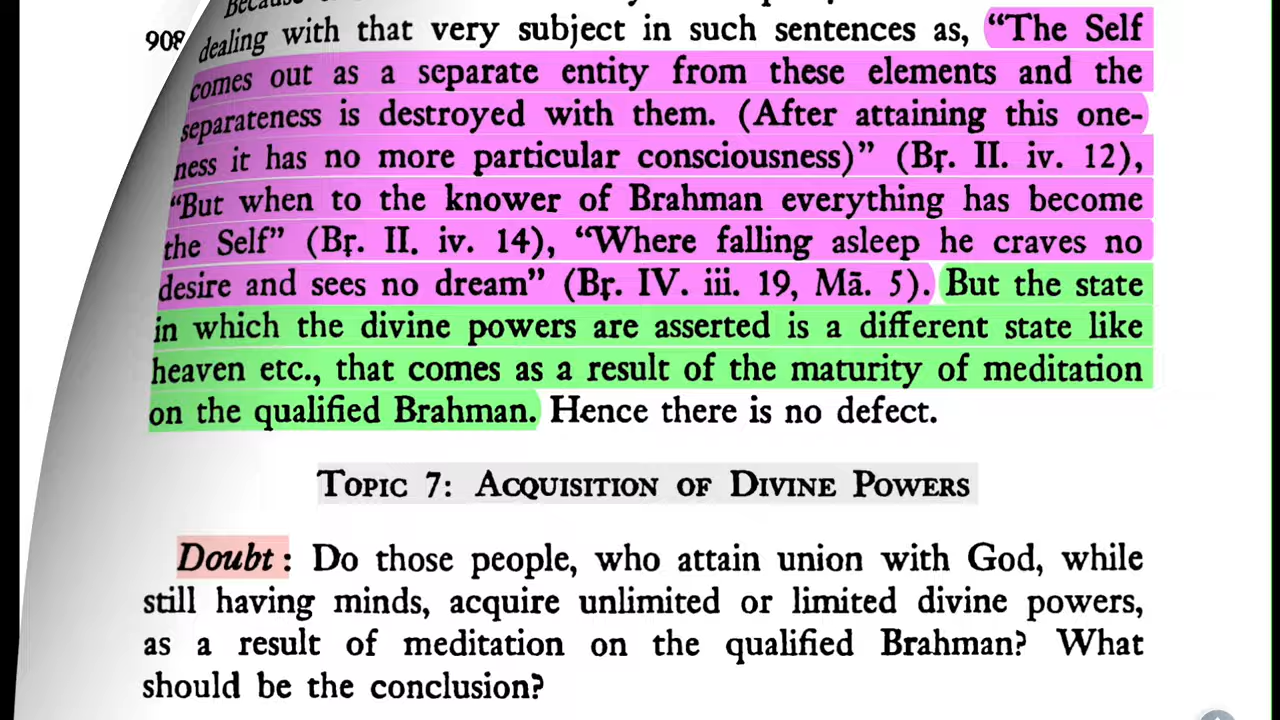 Because
908
dealing with that very subject in such sentences as, “The Self
comes out as a separate entity from these elements and the
separateness is destroyed with them. (After attaining this one-
ness it has no more particular consciousness)” (Bṛ. II. iv. 12),
“But when to the knower of Brahman everything has become
the Self” (Bṛ. II. iv. 14), “Where falling asleep he craves no
desire and sees no dream” (Bṛ. IV. iii. 19, Mā. 5). But the state
in which the divine powers are asserted is a different state like
heaven etc., that comes as a result of the maturity of meditation
on the qualified Brahman. Hence there is no defect.
TOPIC 7: ACQUISITION OF DIVINE POWERS
Doubt: Do those people, who attain union with God, while
still having minds, acquire unlimited or limited divine powers,
as a result of meditation on the qualified Brahman? What
should be the conclusion?